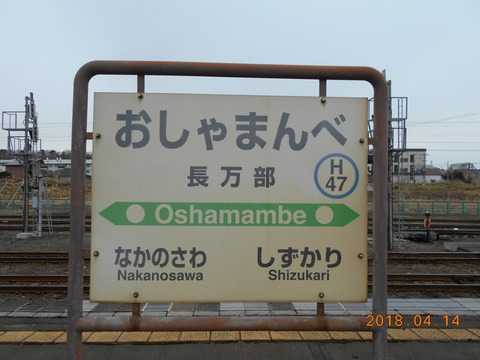 おしゃまんべ
長万部
H
47
Oshamambe
なかのさわ しずかり
Nakanosawa Shizukari
2018.04.14